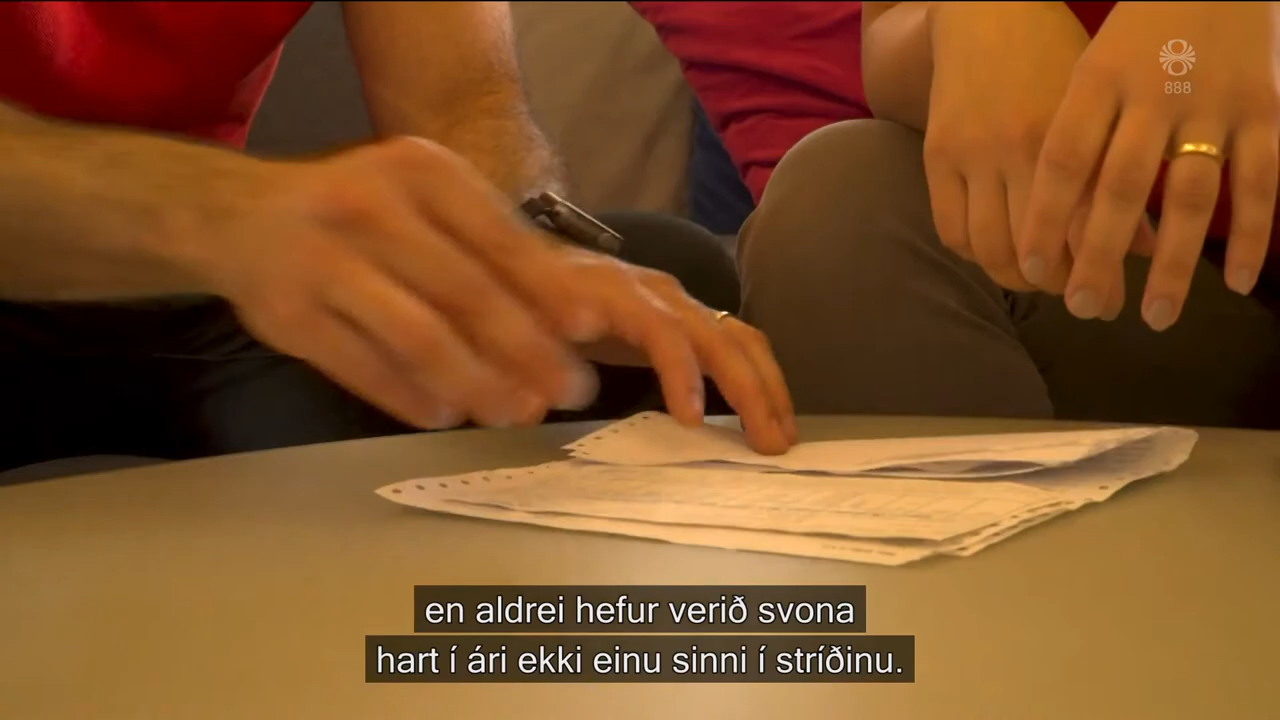 888
en aldrei hefur verið svona
hart í ári ekki einu sinni í stríðinu.